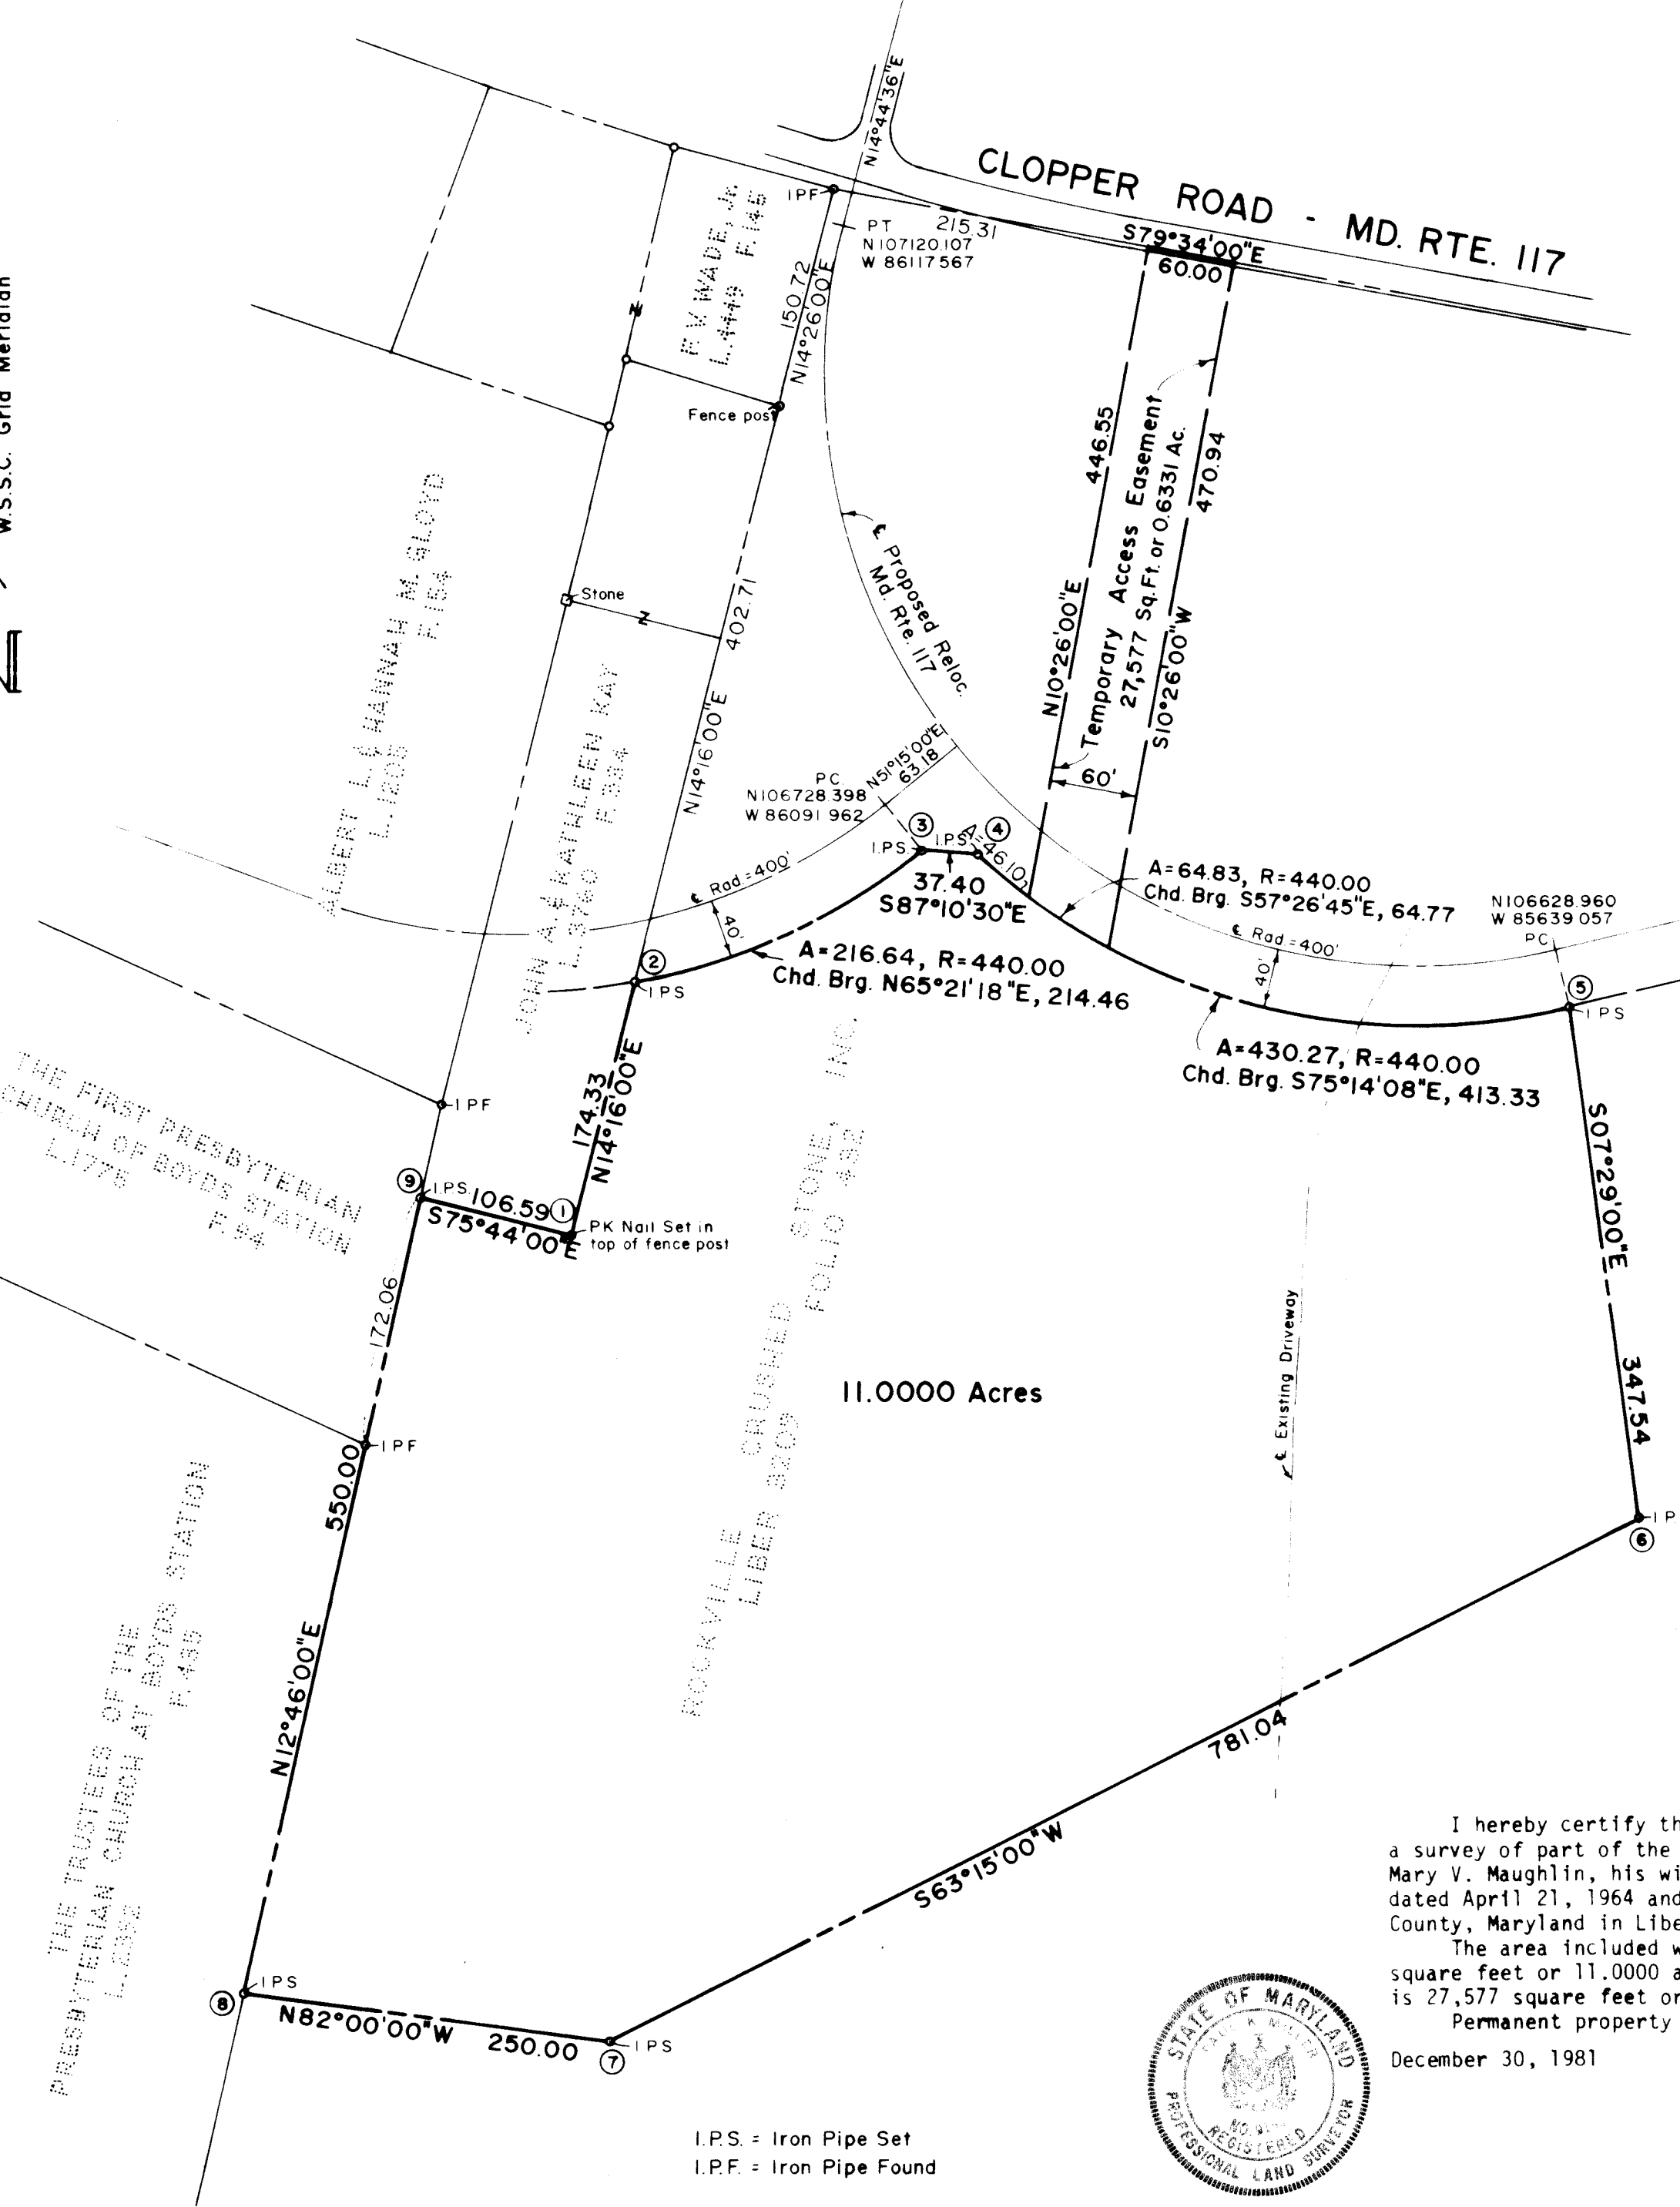 W.S.S.C. Grid Meridian
N14°44'36"E
CLOPPER ROAD - MD. RTE. 117
I P F
R.V. WADE, Jr.
F. 146
150.72
N14°26'00"E
PT
N 107120.107
W 86117 567
215.31
S79°34'00"E
60.00
Fence post
446.55
N10°26'00"E
Temporary Access Easement
27,577 Sq. Ft. or 0.6331 Ac.
470.94
S10°26'00"W
60'
ALBERT L. & HANNAH M. GLOYD
L. 1205 F. 154
Stone
402.71
N14°16'00"E
℄ Proposed Reloc.
Md. Rte. 117
JOHN A. & KATHLEEN KAY
L. 3760 F. 384
PC.
N106728.398
W 86091 962
N51°15'00"E
63.18
3
I.P.S.
I.P.S.
4
A=46.10
37.40
S87°10'30"E
A=64.83, R=440.00
Chd. Brg. S57°26'45"E, 64.77
N106628.960
W 85639 057
PC
℄ Rad = 400'
40'
℄ Rad = 400'
40'
2
I P S
A=216.64, R=440.00
Chd. Brg. N65°21'18"E, 214.46
5
I P S
A=430.27, R=440.00
Chd. Brg. S75°14'08"E, 413.33
174.33
N14°16'00"E
S07°29'00"E
347.54
THE FIRST PRESBYTERIAN
CHURCH OF BOYDS STATION
L. 1775 F. 94
I P F
9
I.P.S.
106.59
S75°44'00"E
1
PK Nail Set in
top of fence post
172.06
I P F
550.00
N12°46'00"E
ROCKVILLE CRUSHED STONE, INC.
LIBER 3209 FOLIO 432
11.0000 Acres
℄ Existing Driveway
I P
6
781.04
S63°15'00"W
THE TRUSTEES OF THE
PRESBYTERIAN CHURCH AT BOYDS STATION
F. 435
8
I P S
N82°00'00"W 250.00
7
I P S
I hereby certify th
a survey of part of the
Mary V. Maughlin, his wi
dated April 21, 1964 and
County, Maryland in Libe
The area included w
square feet or 11.0000 a
is 27,577 square feet or
Permanent property
December 30, 1981
STATE OF MARYLAND
REGISTERED
PROFESSIONAL LAND SURVEYOR
I.P.S. = Iron Pipe Set
I.P.F. = Iron Pipe Found